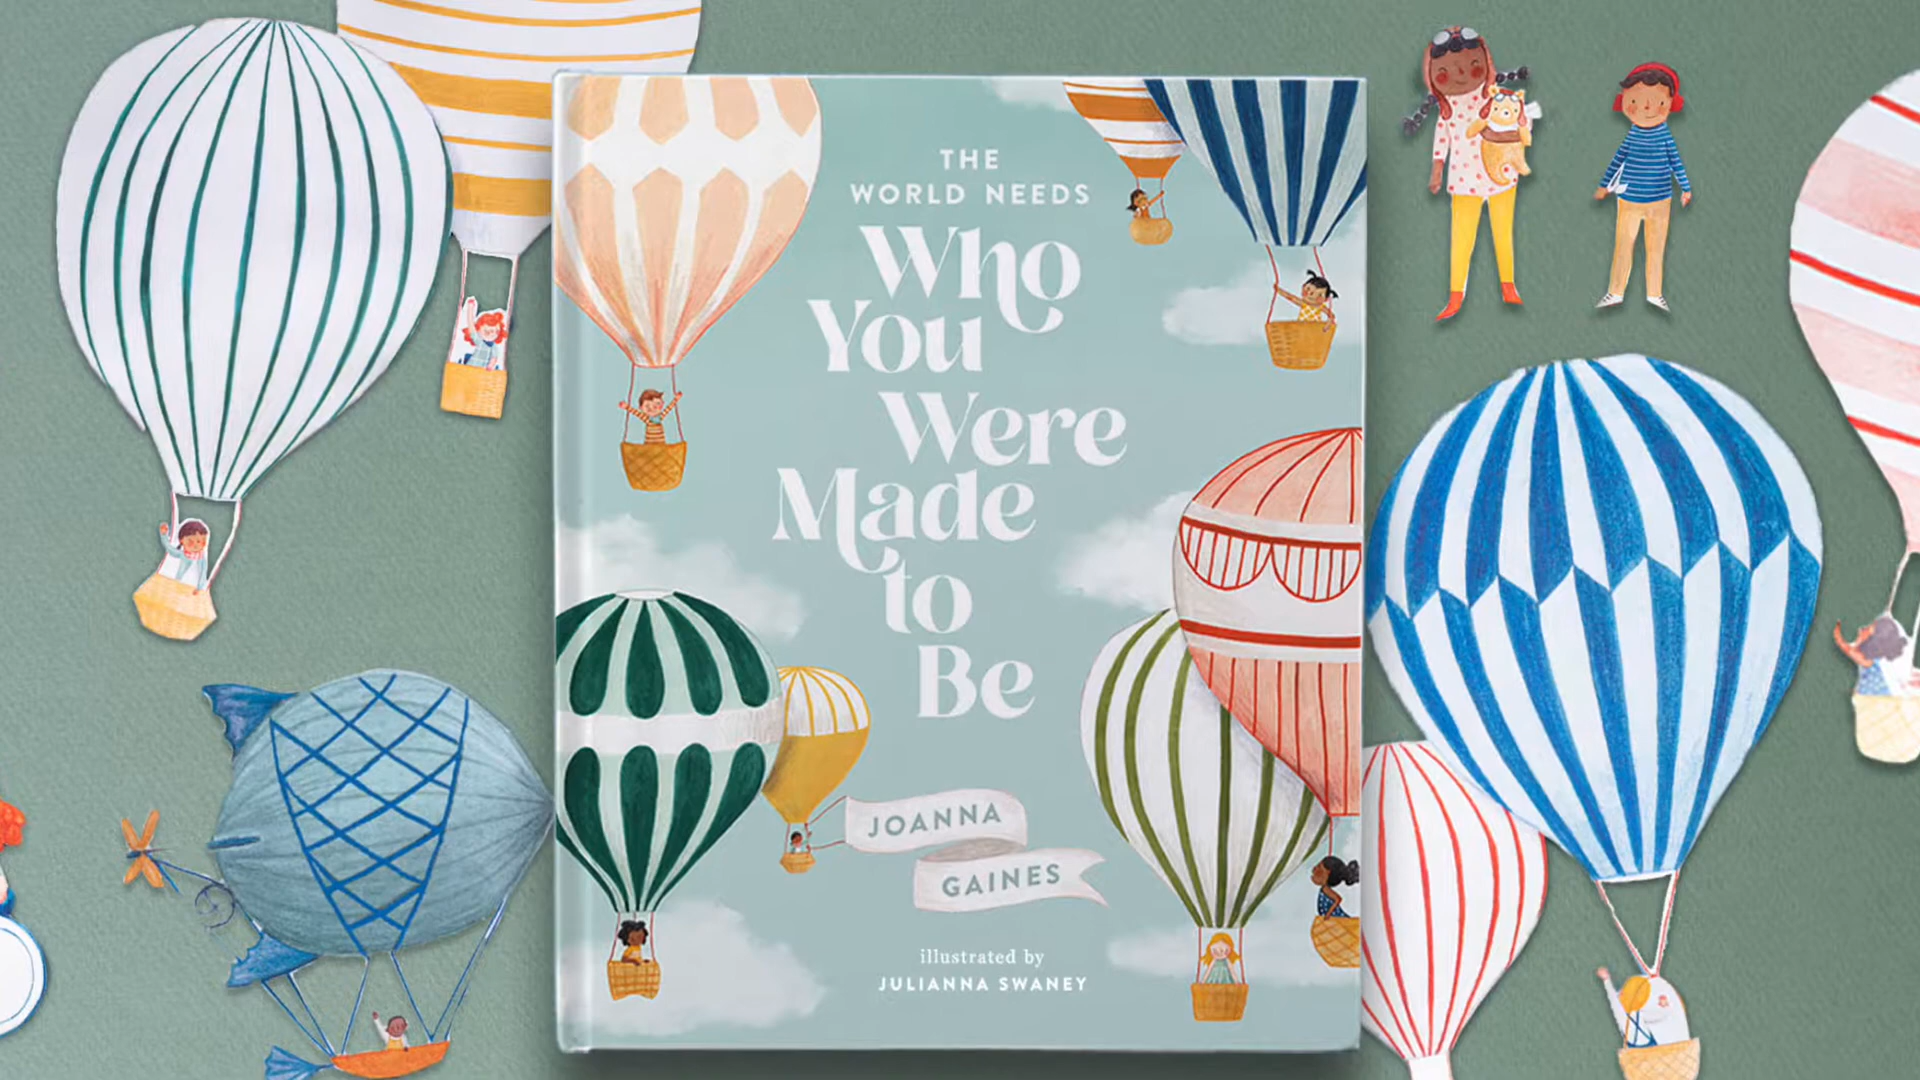 THE
WORLD NEEDS
Who
You
Were
Made
to
Be
JOANNA
GAINES
illustrated by
JULIANNA SWANEY